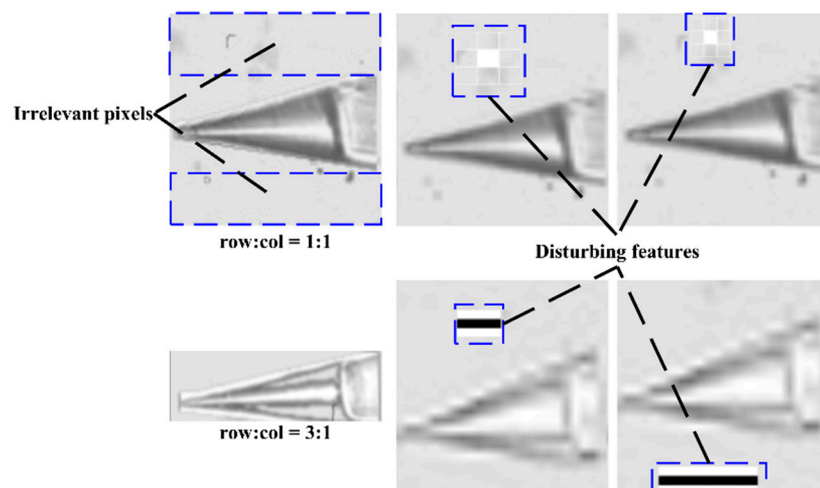 Irrelevant pixels
row:col = 1:1
Disturbing features
row:col = 3:1